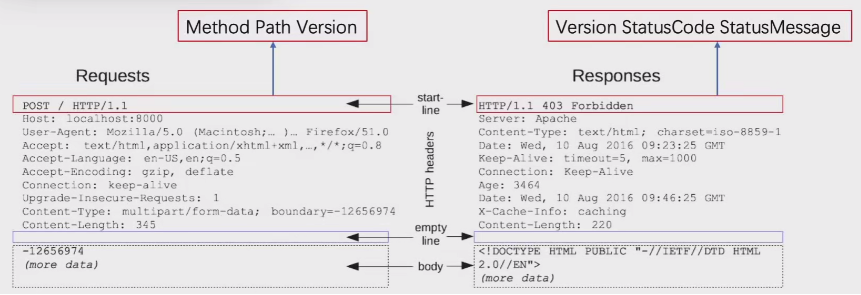 Method Path Version
Version StatusCode StatusMessage
Requests
Responses
POST / HTTP/1.1
Host: localhost:8000
User-Agent: Mozilla/5.0 (Macintosh;… )… Firefox/51.0
Accept: text/html,application/xhtml+xml,…,*/*;q=0.8
Accept-Language: en-US,en;q=0.5
Accept-Encoding: gzip, deflate
Connection: keep-alive
Upgrade-Insecure-Requests: 1
Content-Type: multipart/form-data; boundary=-12656974
Content-Length: 345
-12656974
(more data)
start-
line
HTTP headers
empty
line
body
HTTP/1.1 403 Forbidden
Server: Apache
Content-Type: text/html; charset=iso-8859-1
Date: Wed, 10 Aug 2016 09:23:25 GMT
Keep-Alive: timeout=5, max=1000
Connection: Keep-Alive
Age: 3464
Date: Wed, 10 Aug 2016 09:46:25 GMT
X-Cache-Info: caching
Content-Length: 220
<!DOCTYPE HTML PUBLIC "-//IETF//DTD HTML
2.0//EN">
(more data)